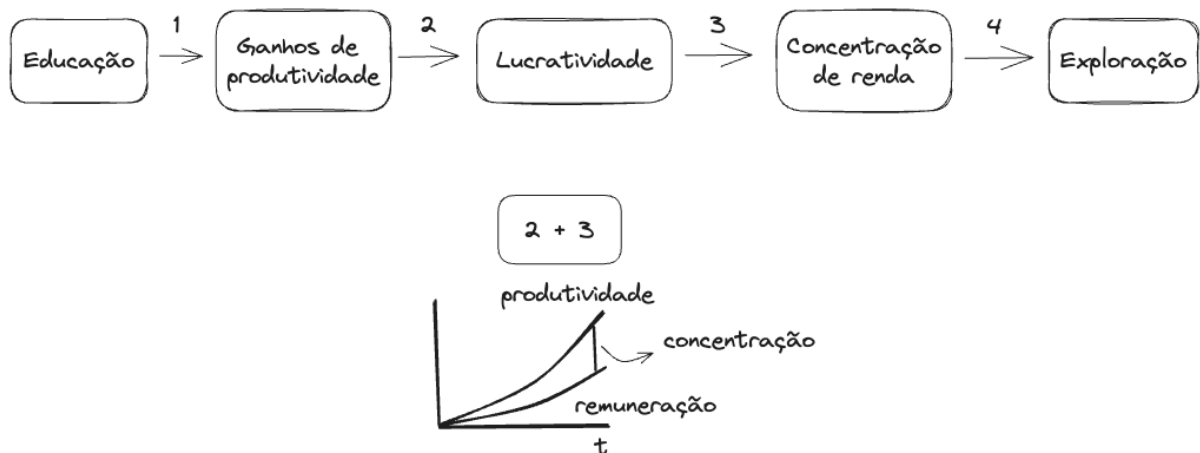 1
2
3
4
Educação
Ganhos de
produtividade
Lucratividade
Concentração
de renda
Exploração
2 + 3
produtividade
concentração
remuneração
t